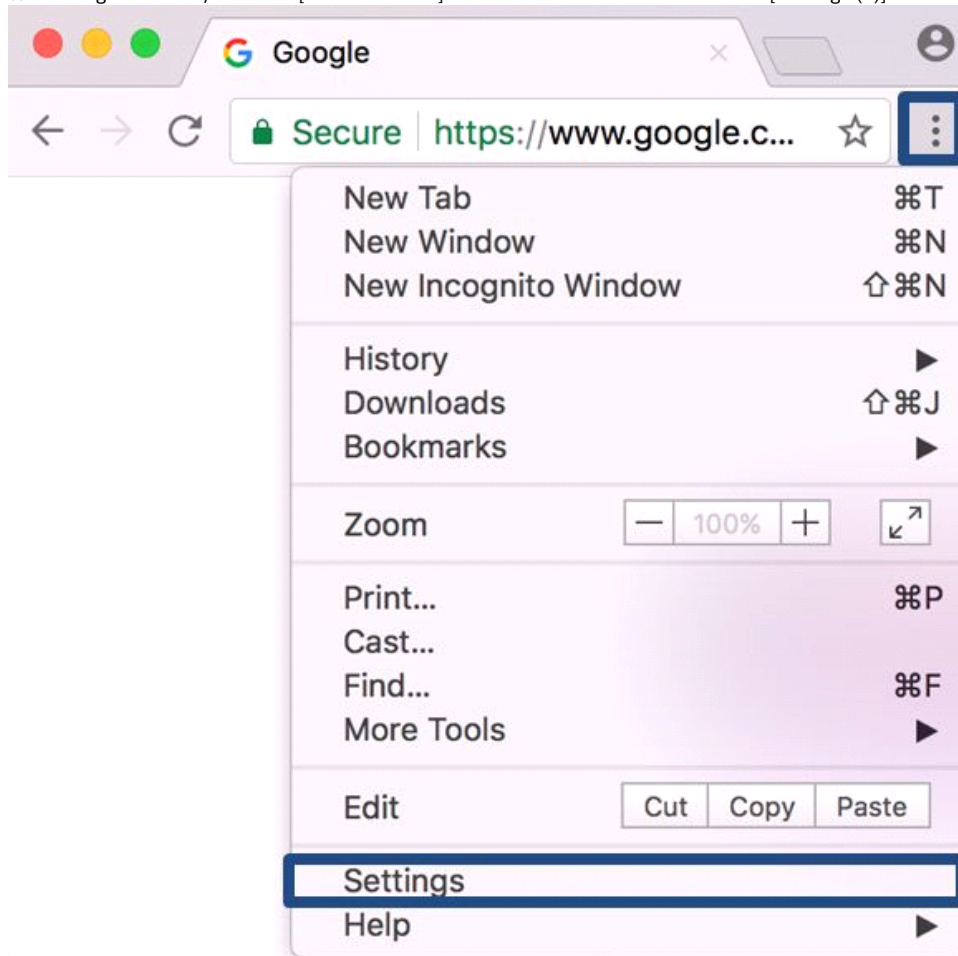 Google
Secure https://www.google.c...
New Tab ⌘T
New Window ⌘N
New Incognito Window ⇧⌘N
History ▶
Downloads ⇧⌘J
Bookmarks ▶
Zoom — 100% +
Print... ⌘P
Cast...
Find... ⌘F
More Tools ▶
Edit Cut Copy Paste
Settings
Help ▶